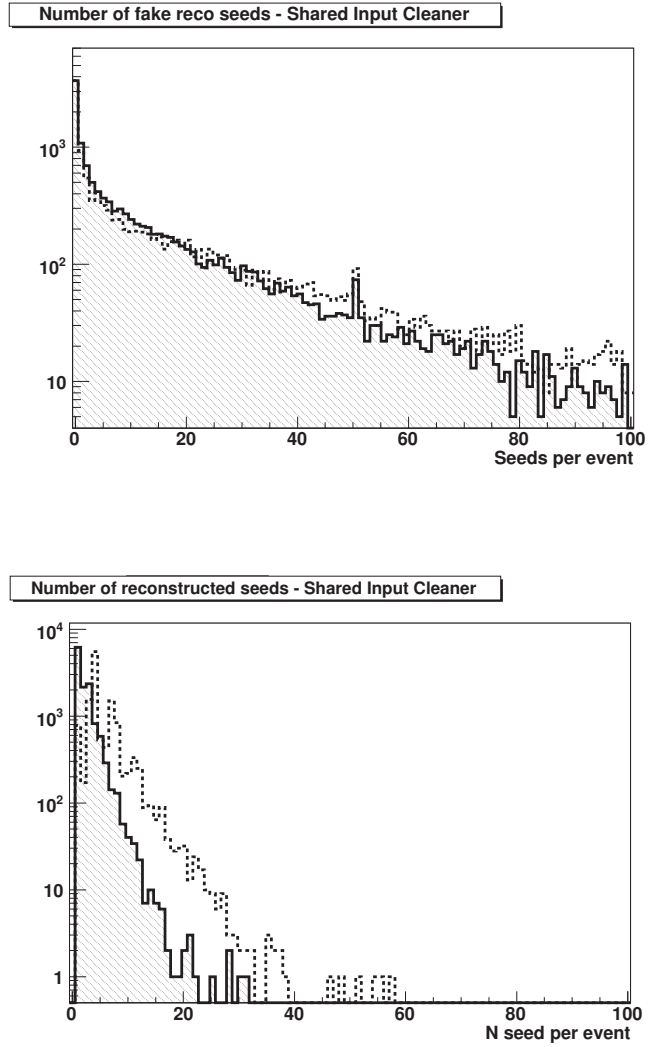 Number of fake reco seeds - Shared Input Cleaner
10³
10²
10
0 20 40 60 80 100
Seeds per event
Number of reconstructed seeds - Shared Input Cleaner
10⁴
10³
10²
10
1
0 20 40 60 80 100
N seed per event